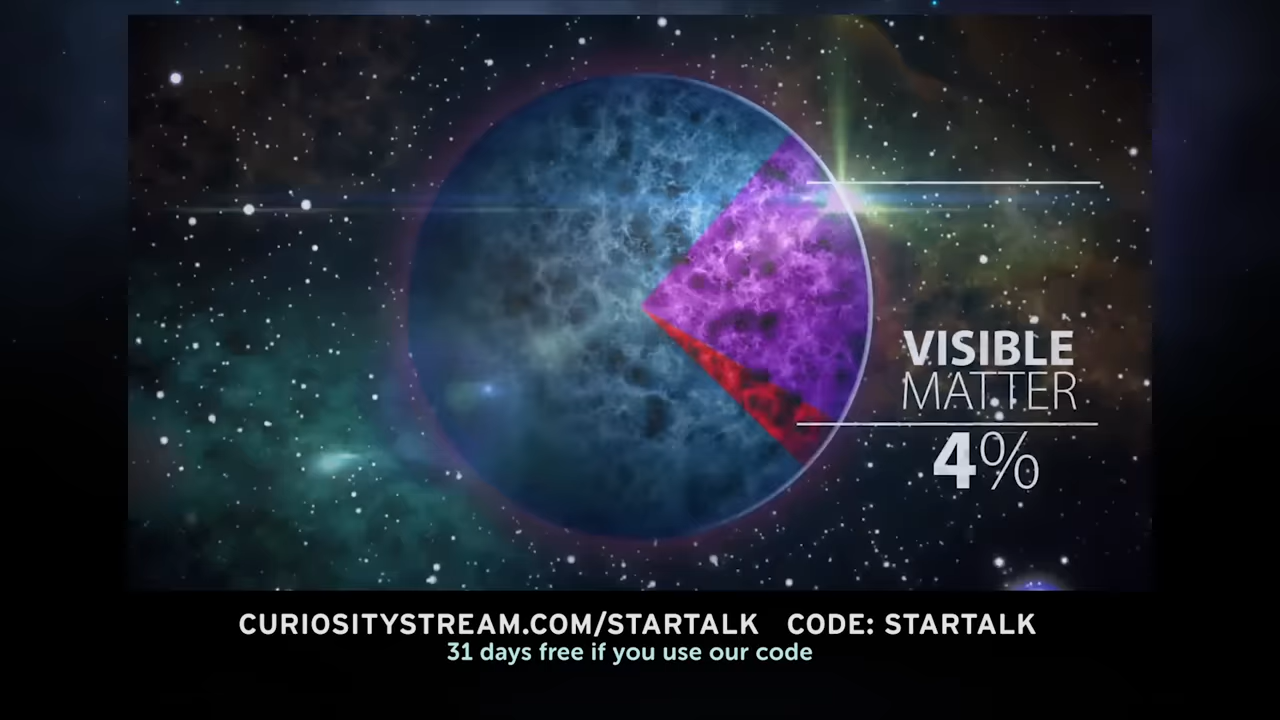 VISIBLE
MATTER
4%
CURIOSITYSTREAM.COM/STARTALK CODE: STARTALK
31 days free if you use our code